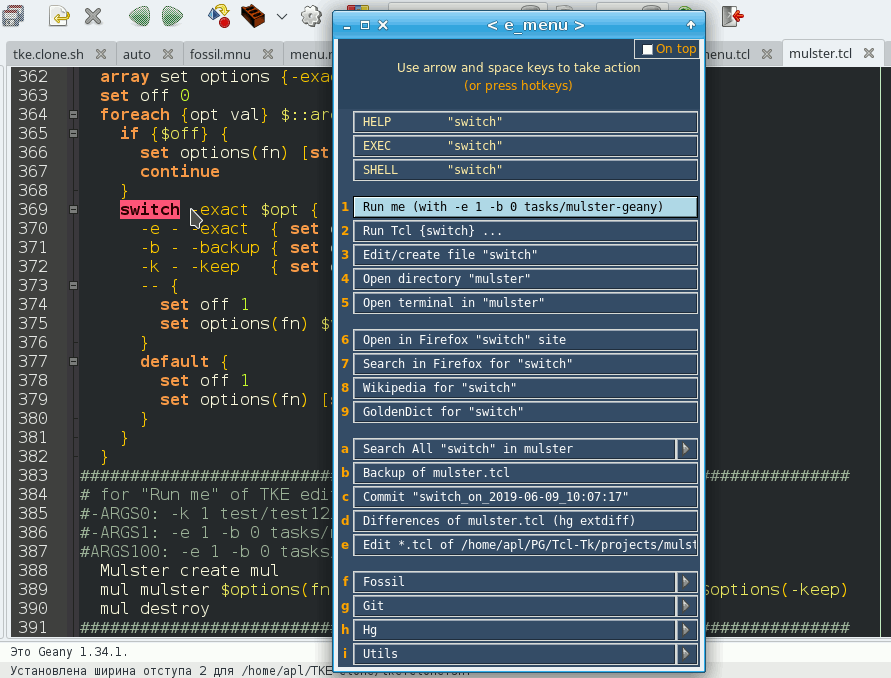 < e_menu >
tke.clone.sh
auto
fossil.mnu
menu.tcl
mulster.tcl
On top
Use arrow and space keys to take action
(or press hotkeys)
HELP "switch"
EXEC "switch"
SHELL "switch"
1 Run me (with -e 1 -b 0 tasks/mulster-geany)
2 Run Tcl {switch} ...
3 Edit/create file "switch"
4 Open directory "mulster"
5 Open terminal in "mulster"
6 Open in Firefox "switch" site
7 Search in Firefox for "switch"
8 Wikipedia for "switch"
9 GoldenDict for "switch"
a Search All "switch" in mulster
b Backup of mulster.tcl
c Commit "switch_on_2019-06-09_10:07:17"
d Differences of mulster.tcl (hg extdiff)
e Edit *.tcl of /home/apl/PG/Tcl-Tk/projects/mulst
f Fossil
g Git
h Hg
i Utils
362 array set options {-exa
363 set off 0
364 foreach {opt val} $::ar
365 if {$off} {
366 set options(fn) [st
367 continue
368 }
369 switch -exact $opt {
370 -e - -exact { set
371 -b - -backup { set
372 -k - -keep { set
373 -- {
374 set off 1
375 set options(fn) $
376 }
377 default {
378 set off 1
379 set options(fn) [
380 }
381 }
382 }
383 ##############################################################################
384 # for "Run me" of TKE edi
385 #-ARGS0: -k 1 test/test12
386 #-ARGS1: -e 1 -b 0 tasks/
387 #ARGS100: -e 1 -b 0 tasks
388 Mulster create mul
389 mul mulster $options(fn soptions(-keep)
390 mul destroy
391 ##############################################################################
Это Geany 1.34.1.
Установлена ширина отступа 2 для /home/apl/TKE-clone/tke.clone.sh.